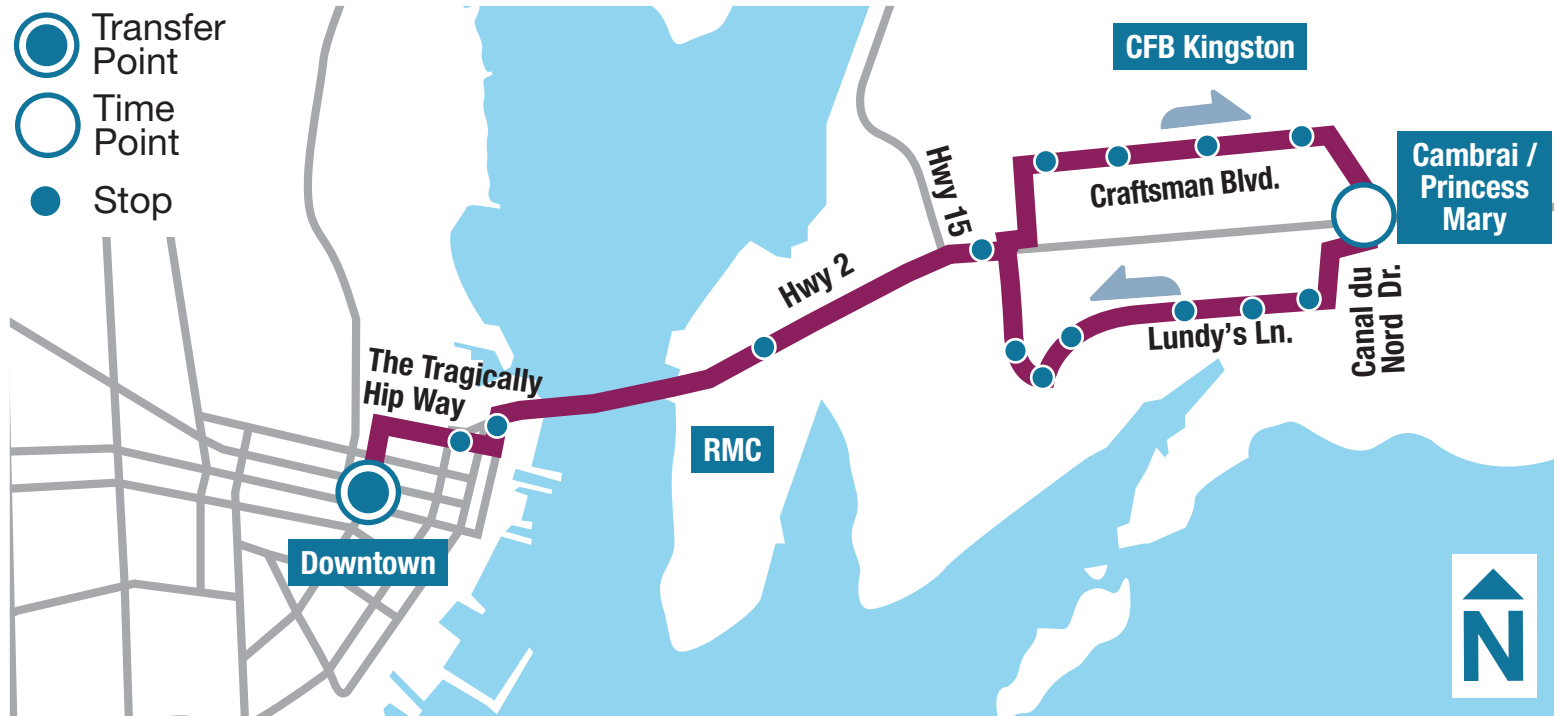 Transfer
Point
Time
Point
Stop
CFB Kingston
Cambrai /
Princess
Mary
Hwy 15
Craftsman Blvd.
Hwy 2
Lundy's Ln.
Canal du
Nord Dr.
The Tragically
Hip Way
RMC
Downtown
N